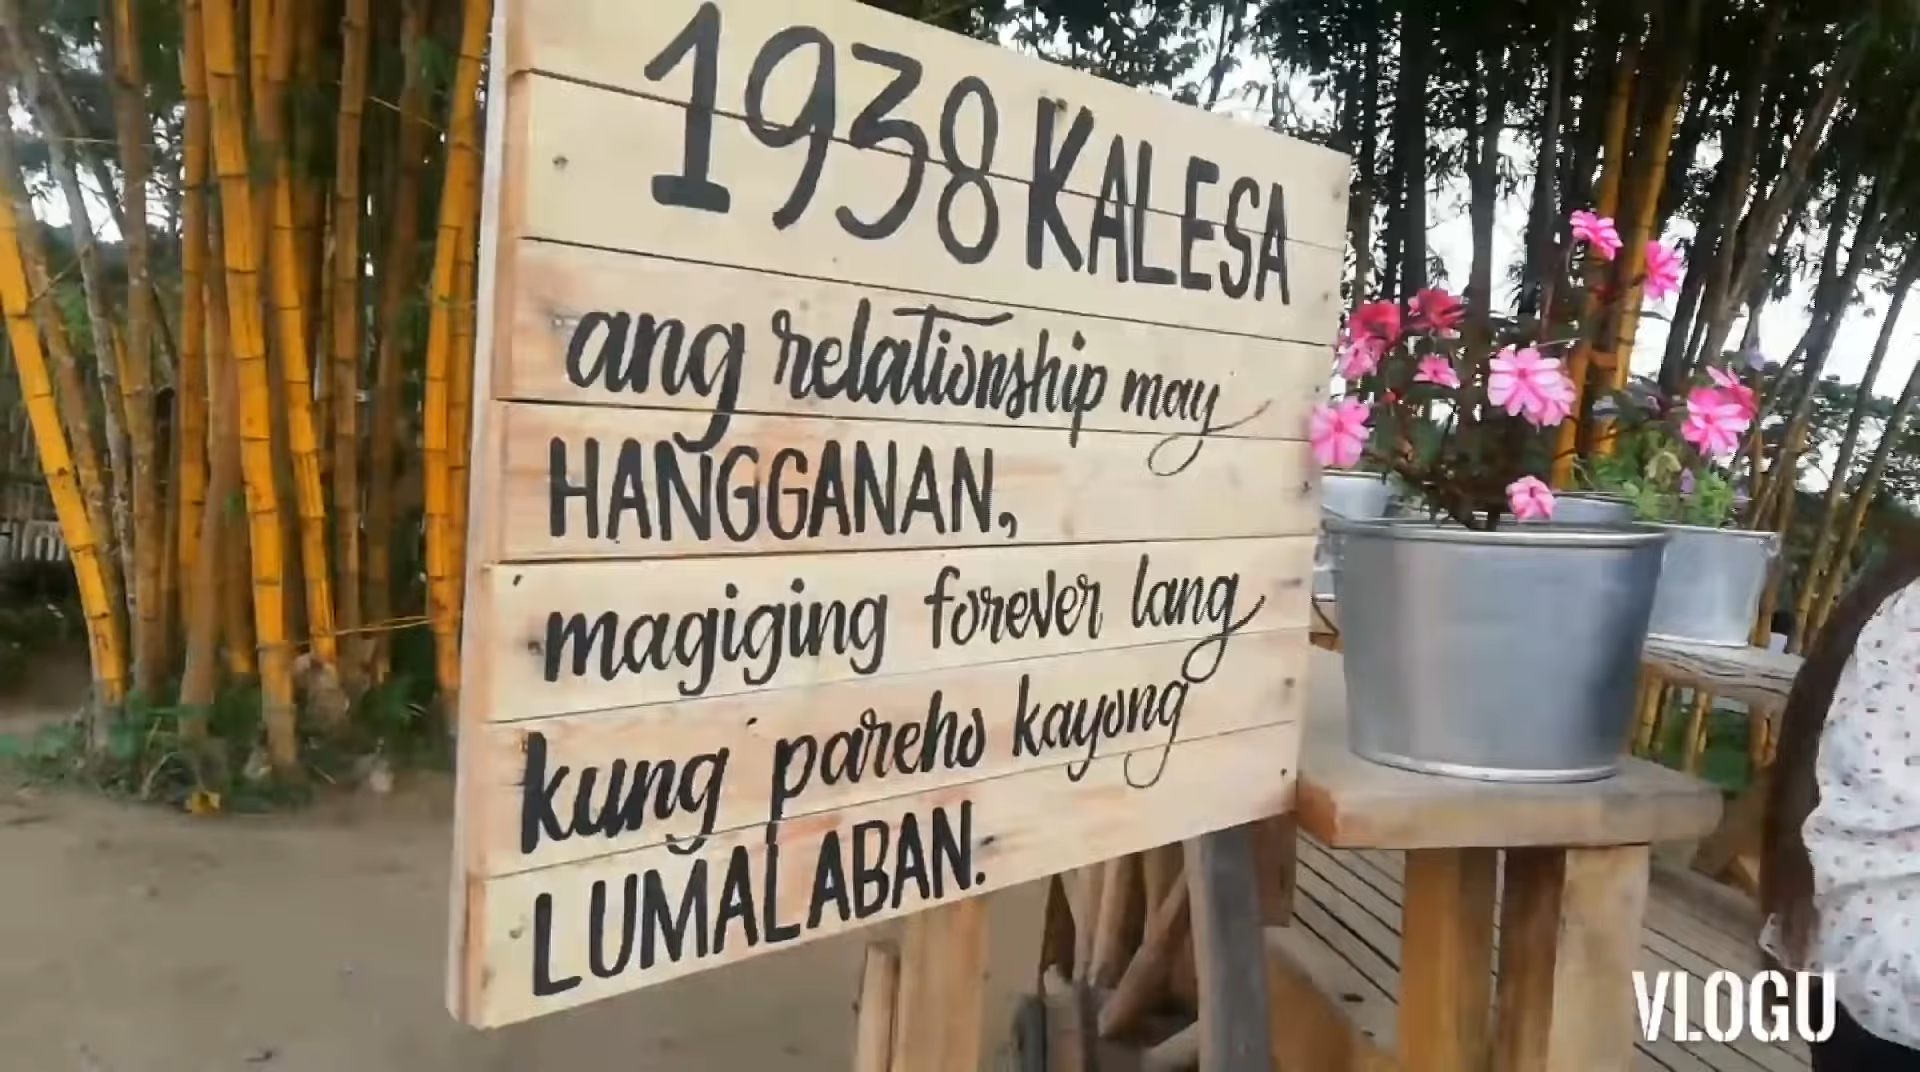 1938 KALESA
ang relationship may
HANGGANAN,
magiging forever lang
kung pareho kayong
LUMALABAN.
VLOGU